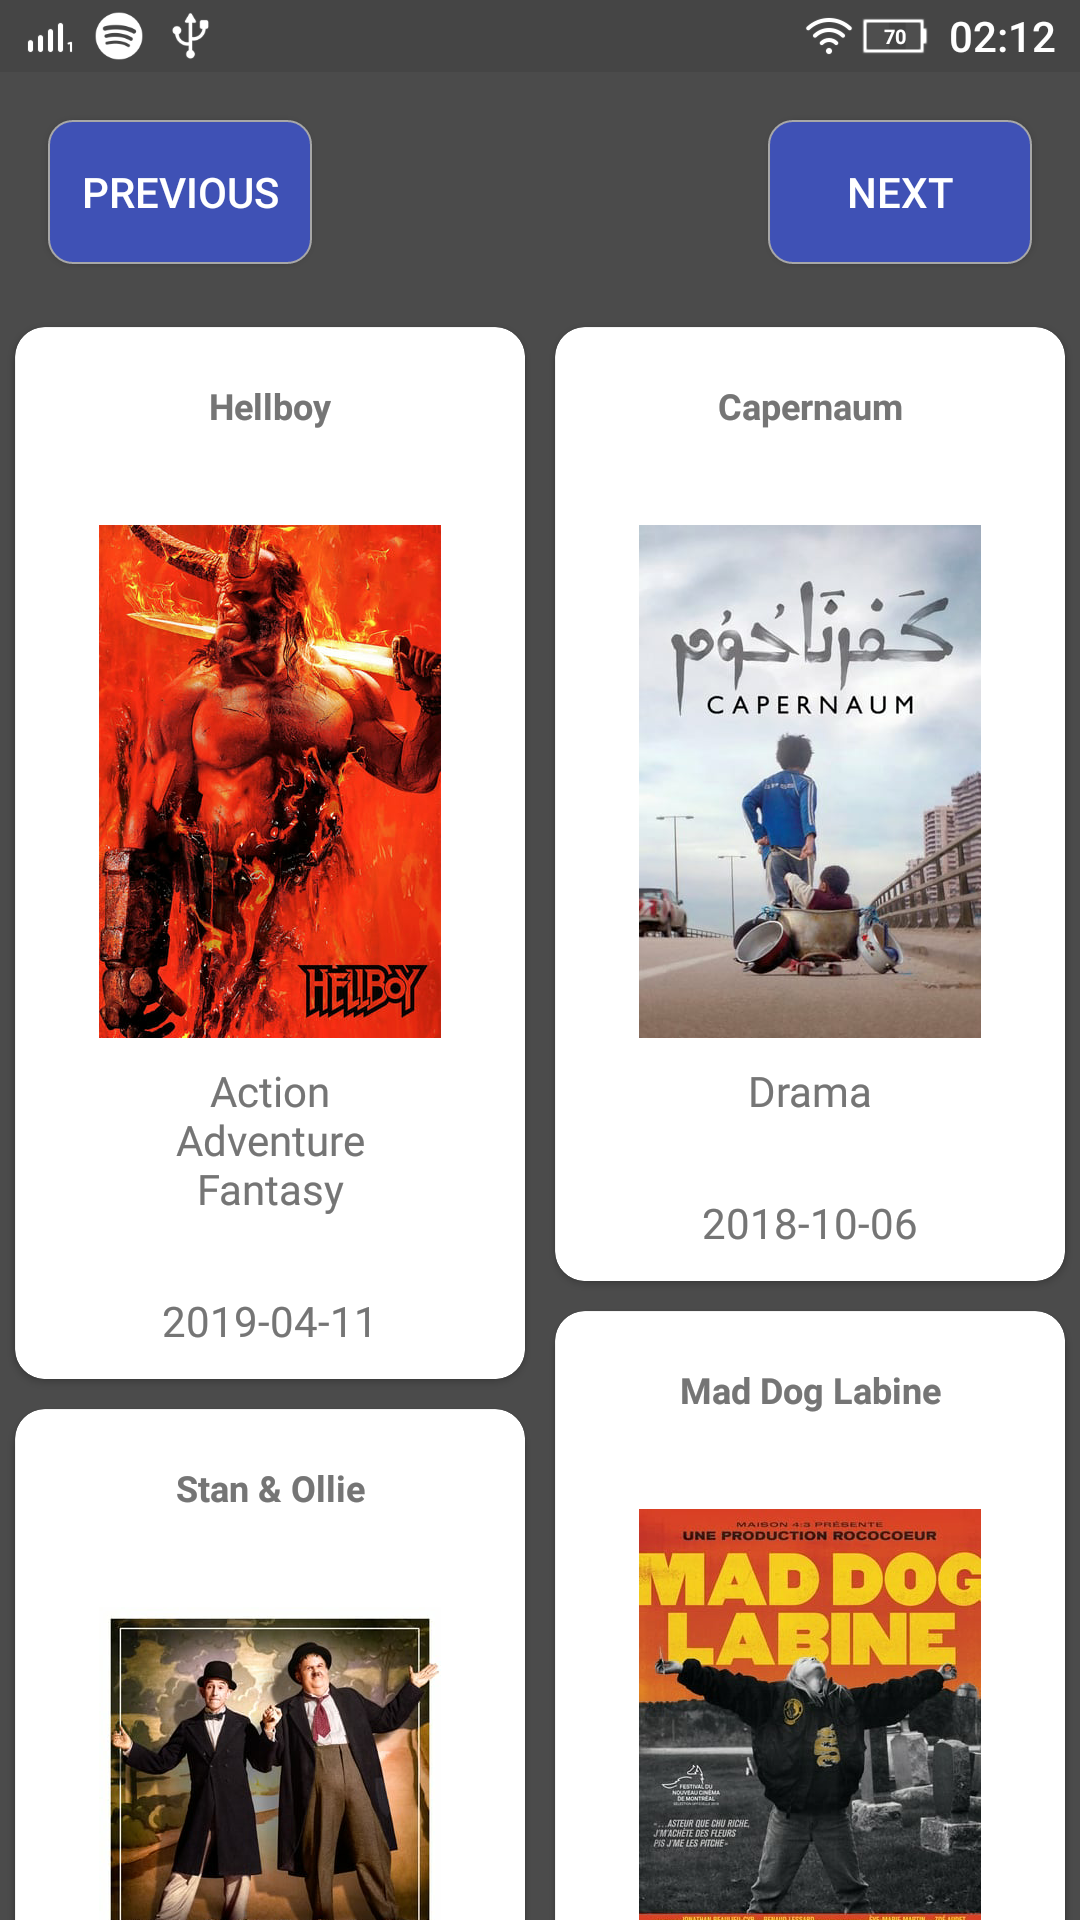 1
70
02:12
PREVIOUS
NEXT
Hellboy
HELLBOY
Action
Adventure
Fantasy
2019-04-11
Capernaum
كفرناحوم
CAPERNAUM
Drama
2018-10-06
Stan & Ollie
Mad Dog Labine
MAISON 4:3 PRÉSENTE
UNE PRODUCTION ROCOCOEUR
MAD DOG
LABINE
FESTIVAL DU
NOUVEAU CINÉMA
DE MONTRÉAL
«...ASTEUR QUE CHU RICHE,
J'M'ACHÈTE DES FLEURS
PIS J'ME LES PITCHE»